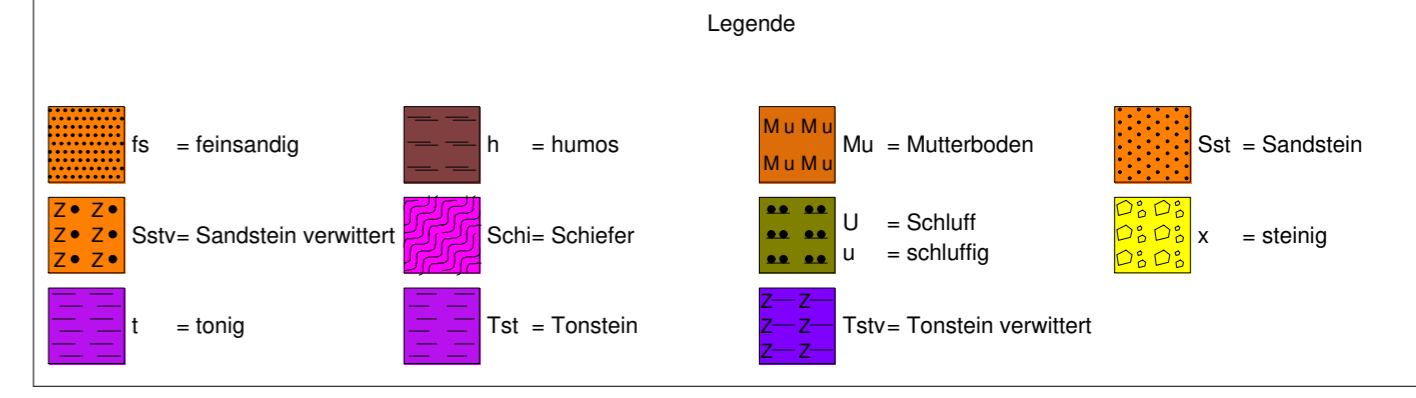 Legende
fs = feinsandig
h = humos
Mu Mu
Mu Mu
Mu = Mutterboden
Sst = Sandstein
Z Z
Z Z
Z Z
Sstv= Sandstein verwittert
Schi= Schiefer
U = Schluff
u = schluffig
x = steinig
t = tonig
Tst = Tonstein
Z Z
Z Z
Z Z
Tstv= Tonstein verwittert